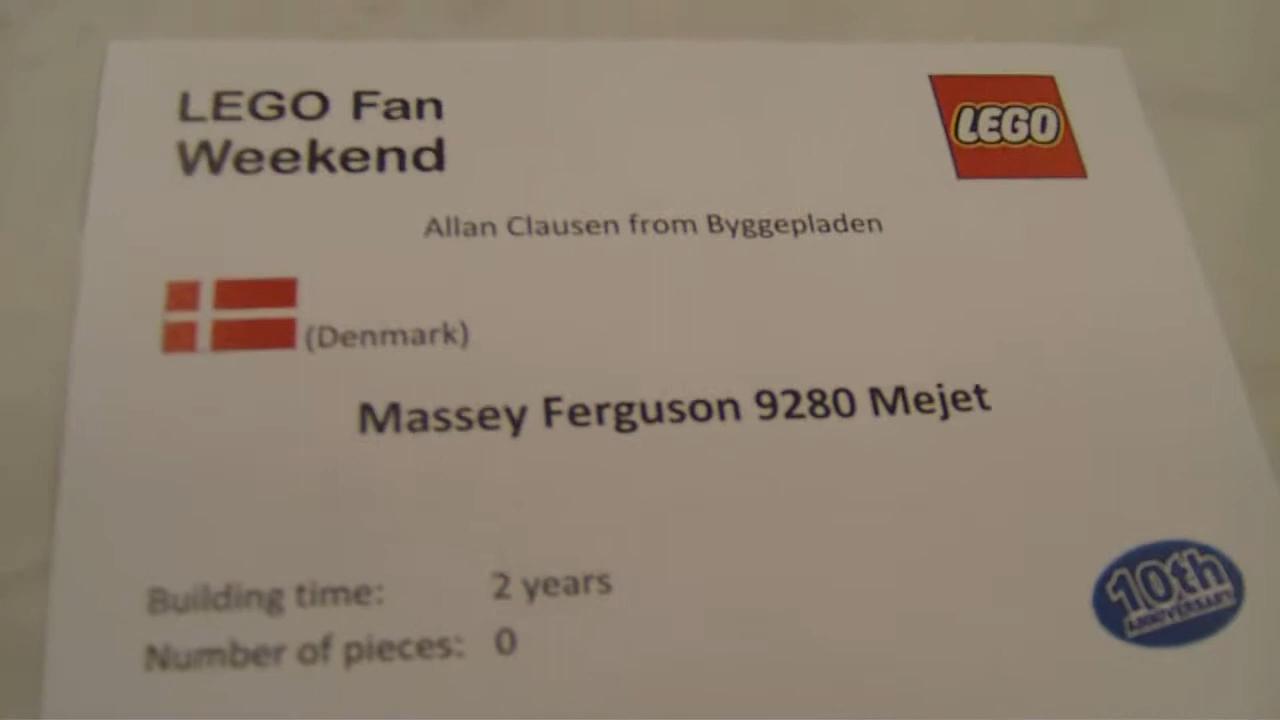 LEGO Fan
Weekend
LEGO
Allan Clausen from Byggepladen
(Denmark)
Massey Ferguson 9280 Mejet
Building time: 2 years
Number of pieces: 0
10th
ANNIVERSARY